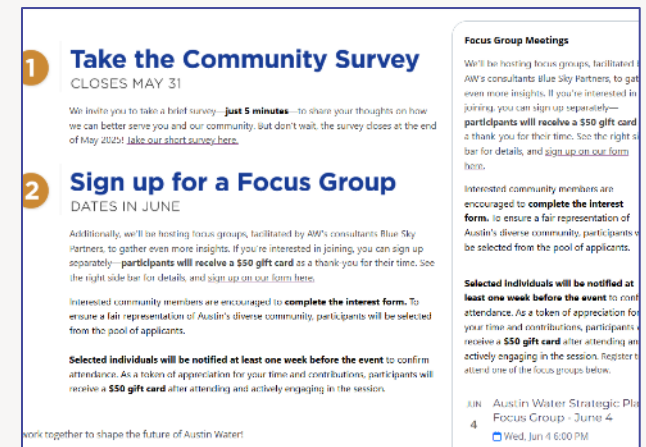 1
Take the Community Survey
CLOSES MAY 31
We invite you to take a brief survey—just 5 minutes—to share your thoughts on how
we can better serve you and our community. But don't wait, the survey closes at the end
of May 2025! Take our short survey here.
2
Sign up for a Focus Group
DATES IN JUNE
Additionally, we'll be hosting focus groups, facilitated by AW's consultants Blue Sky
Partners, to gather even more insights. If you're interested in joining, you can sign up
separately—participants will receive a $50 gift card as a thank-you for their time. See
the right side bar for details, and sign up on our form here.
Interested community members are encouraged to complete the interest form. To
ensure a fair representation of Austin's diverse community, participants will be selected
from the pool of applicants.
Selected individuals will be notified at least one week before the event to confirm
attendance. As a token of appreciation for your time and contributions, participants will
receive a $50 gift card after attending and actively engaging in the session.
work together to shape the future of Austin Water!
Focus Group Meetings
We'll be hosting focus groups, facilitated
AW's consultants Blue Sky Partners, to gat
even more insights. If you're interested in
joining, you can sign up separately—
participants will receive a $50 gift card
a thank you for their time. See the right si
bar for details, and sign up on our form
here.
Interested community members are
encouraged to complete the interest
form. To ensure a fair representation of
Austin's diverse community, participants w
be selected from the pool of applicants.
Selected individuals will be notified at
least one week before the event to conf
attendance. As a token of appreciation for
your time and contributions, participants
receive a $50 gift card after attending an
actively engaging in the session. Register t
attend one of the focus groups below.
JUN
4
Austin Water Strategic Pla
Focus Group - June 4
Wed, Jun 4 6:00 PM